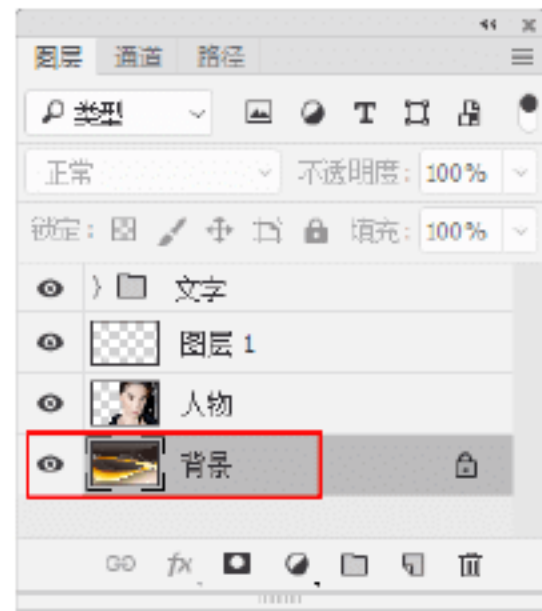 图层 通道 路径
类型
正常 不透明度: 100%
锁定: 填充: 100%
文字
图层 1
人物
背景
fx